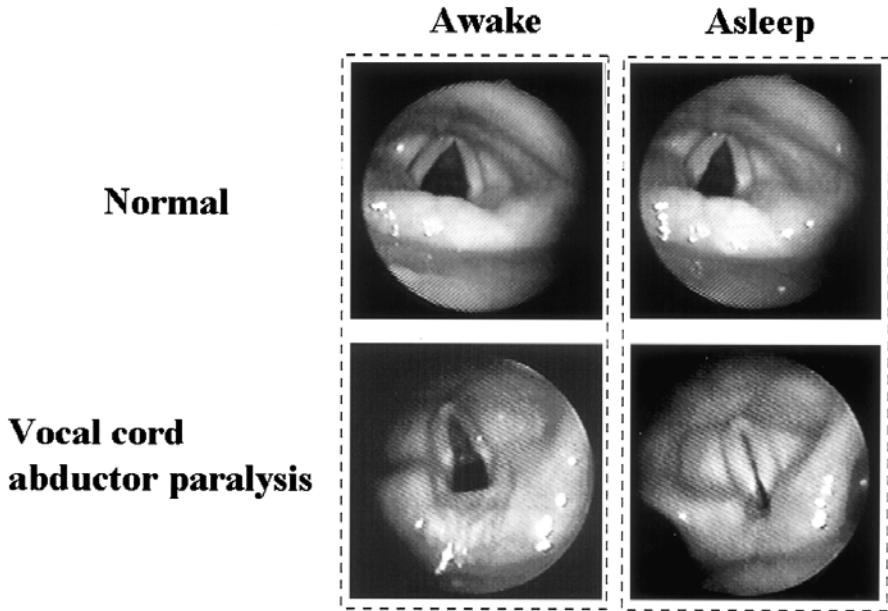 Awake
Asleep
Normal
Vocal cord
abductor paralysis